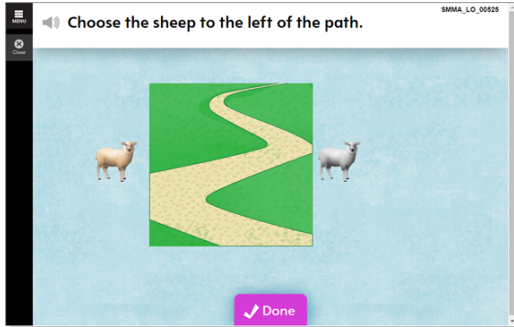 SMMA_LO_00525
MENU
Choose the sheep to the left of the path.
Close
Done